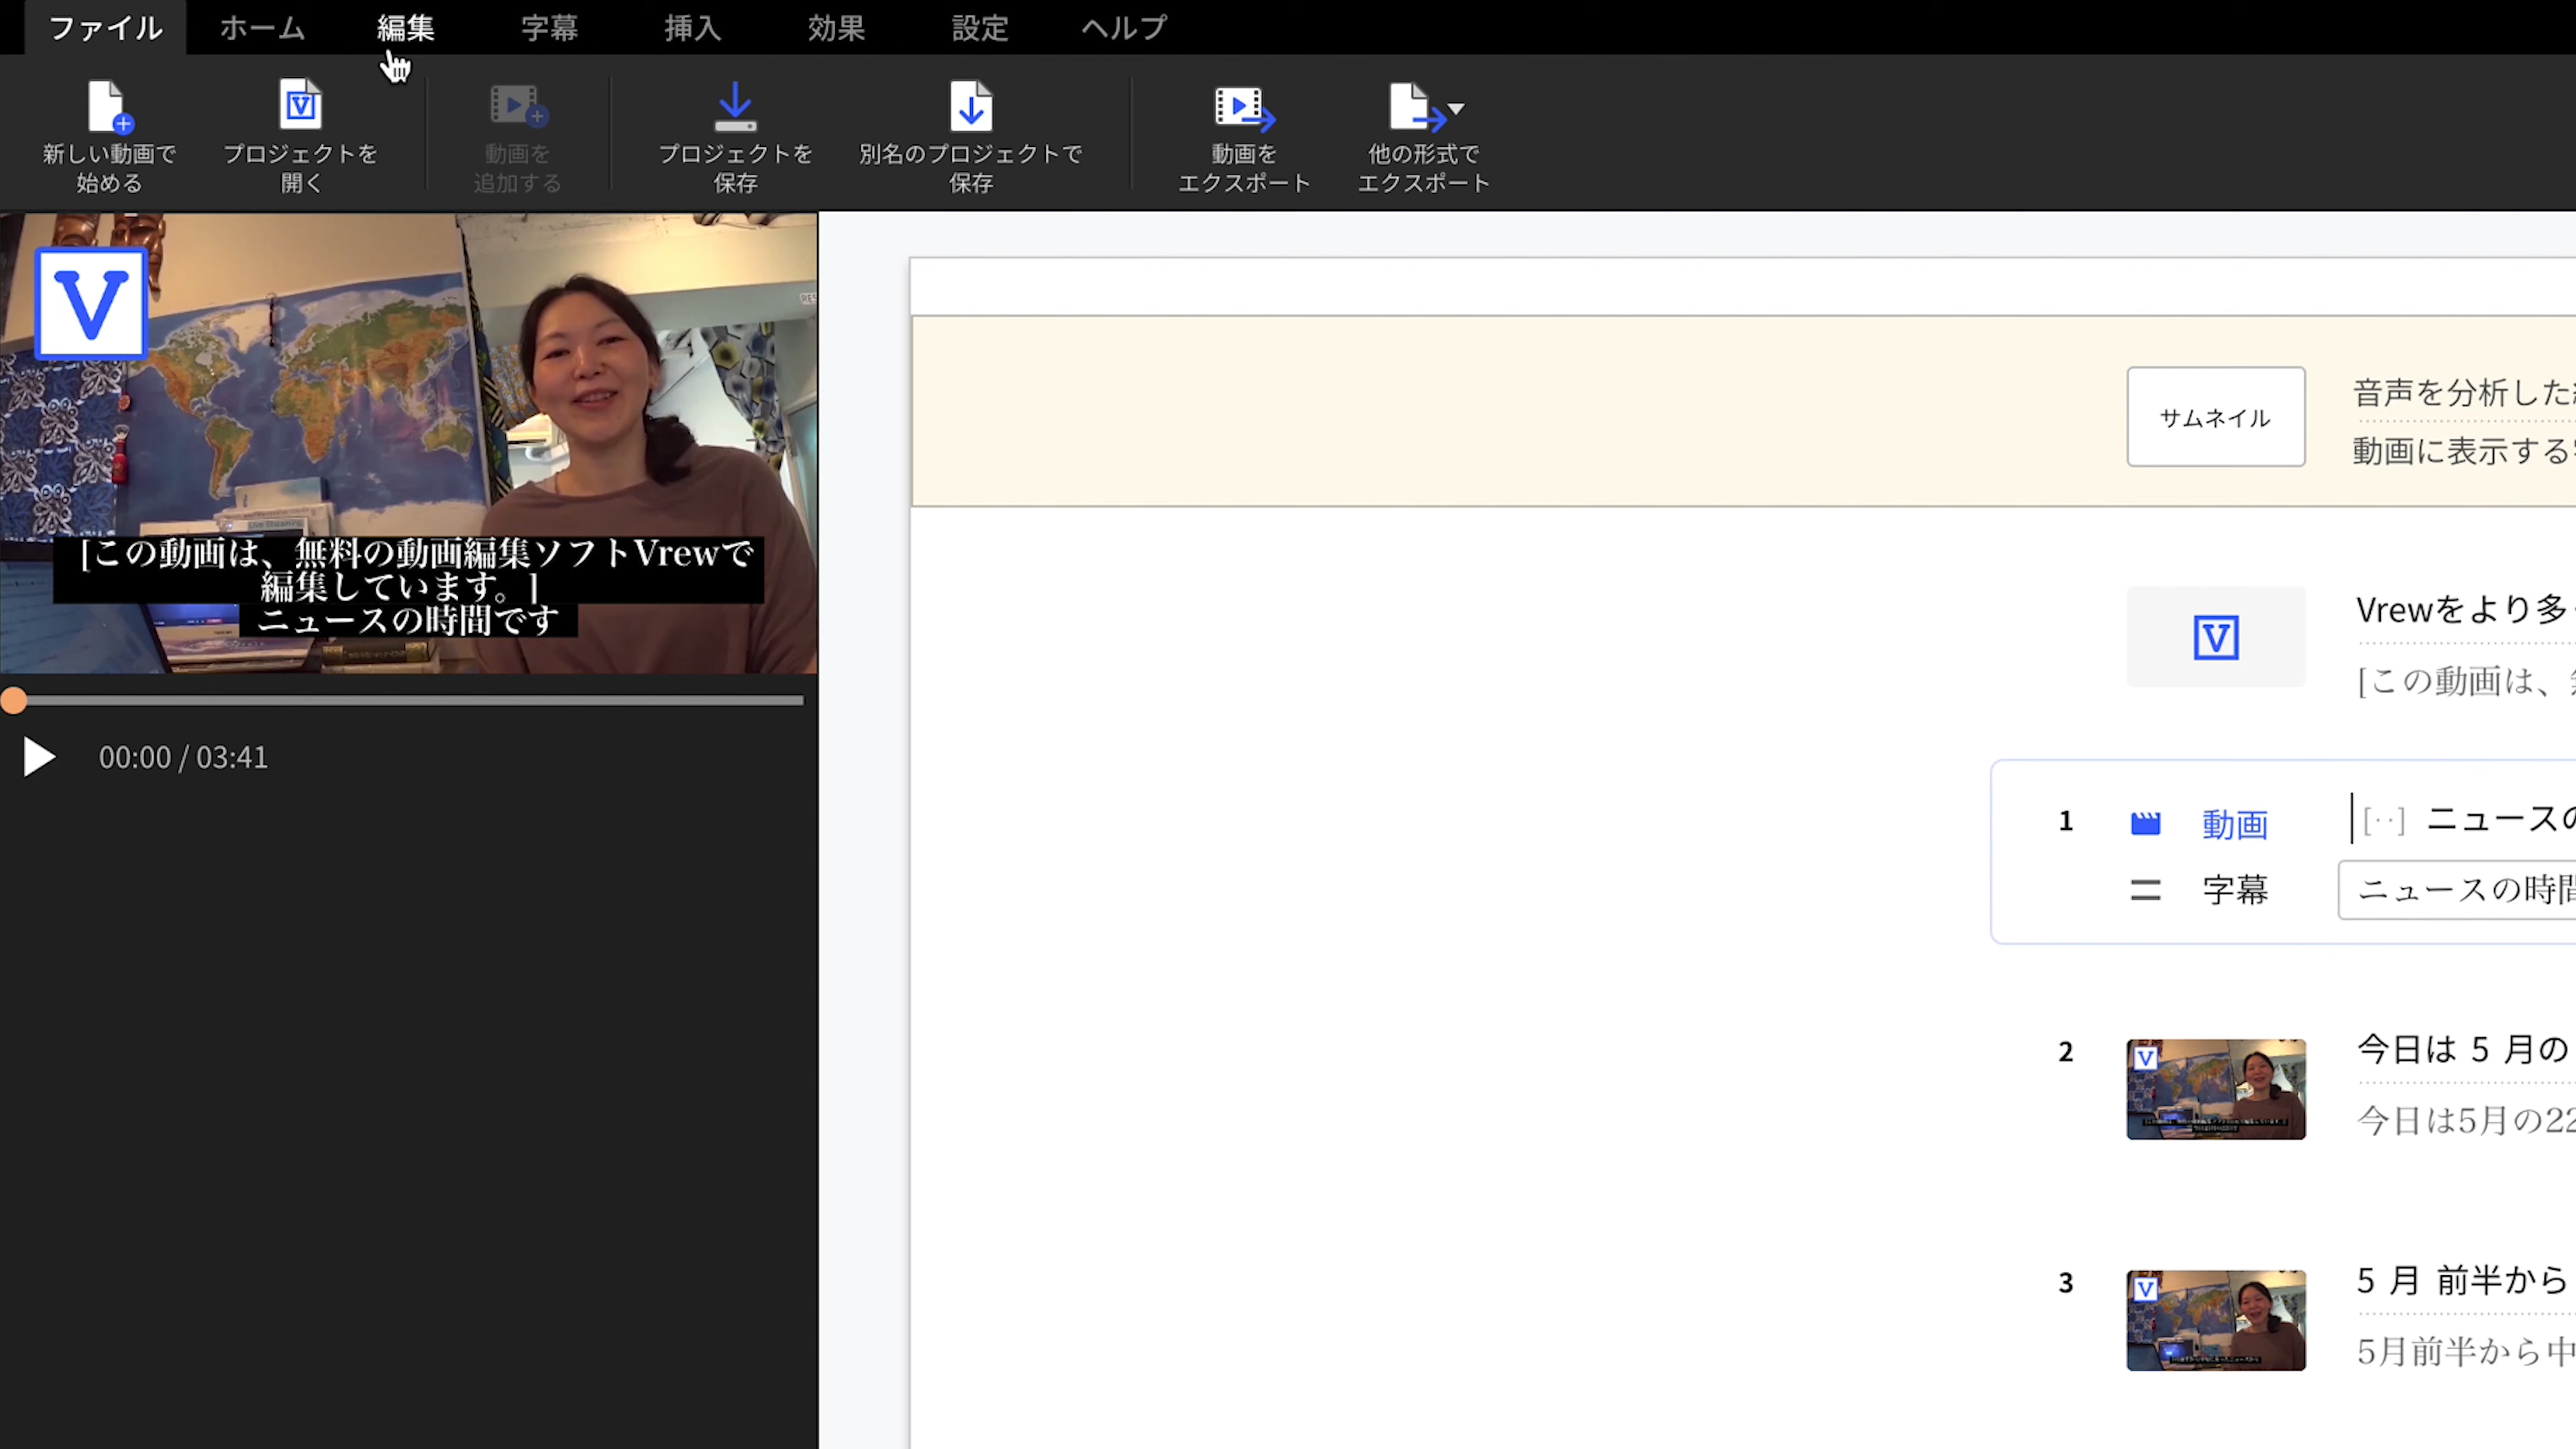 ファイル ホーム 編集 字幕 挿入 効果 設定 ヘルプ
新しい動画で
始める
プロジェクトを
開く
動画を
追加する
プロジェクトを
保存
別名のプロジェクトで
保存
動画を
エクスポート
他の形式で
エクスポート
V
[この動画は、無料の動画編集ソフトVrewで
編集しています。]
ニュースの時間です
00:00 / 03:41
サムネイル
音声を分析した
動画に表示する
V
Vrewをより多
[この動画は、
1 動画 [··] ニュースの
字幕 ニュースの時間
2 今日は 5 月の
今日は5月の22
3 5 月 前半から
5月前半から中